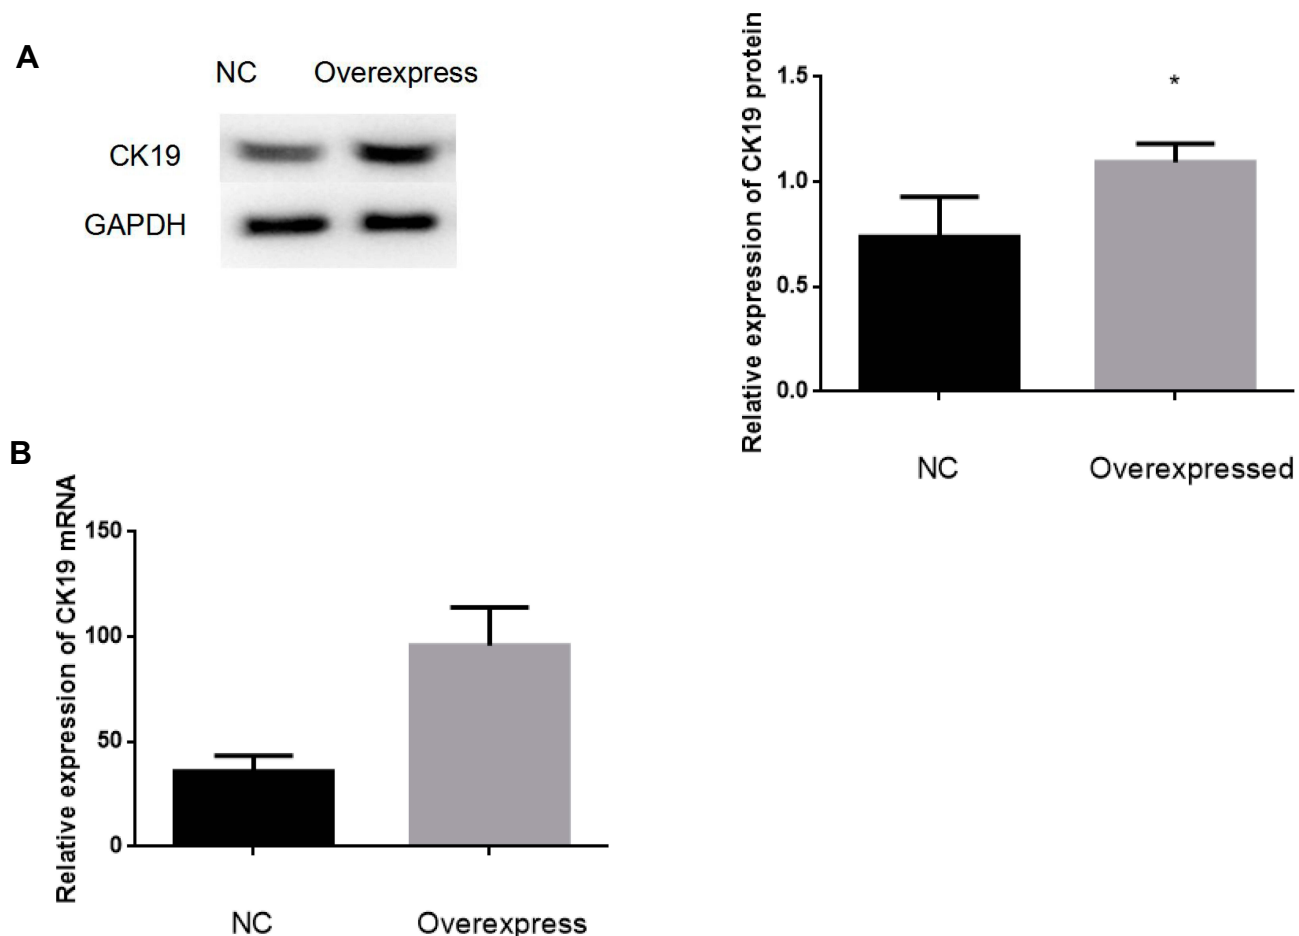 A
NC Overexpress
CK19
GAPDH
Relative expression of CK19 protein
1.5
1.0
0.5
0.0
*
NC Overexpressed
B
Relative expression of CK19 mRNA
150
100
50
0
NC Overexpress